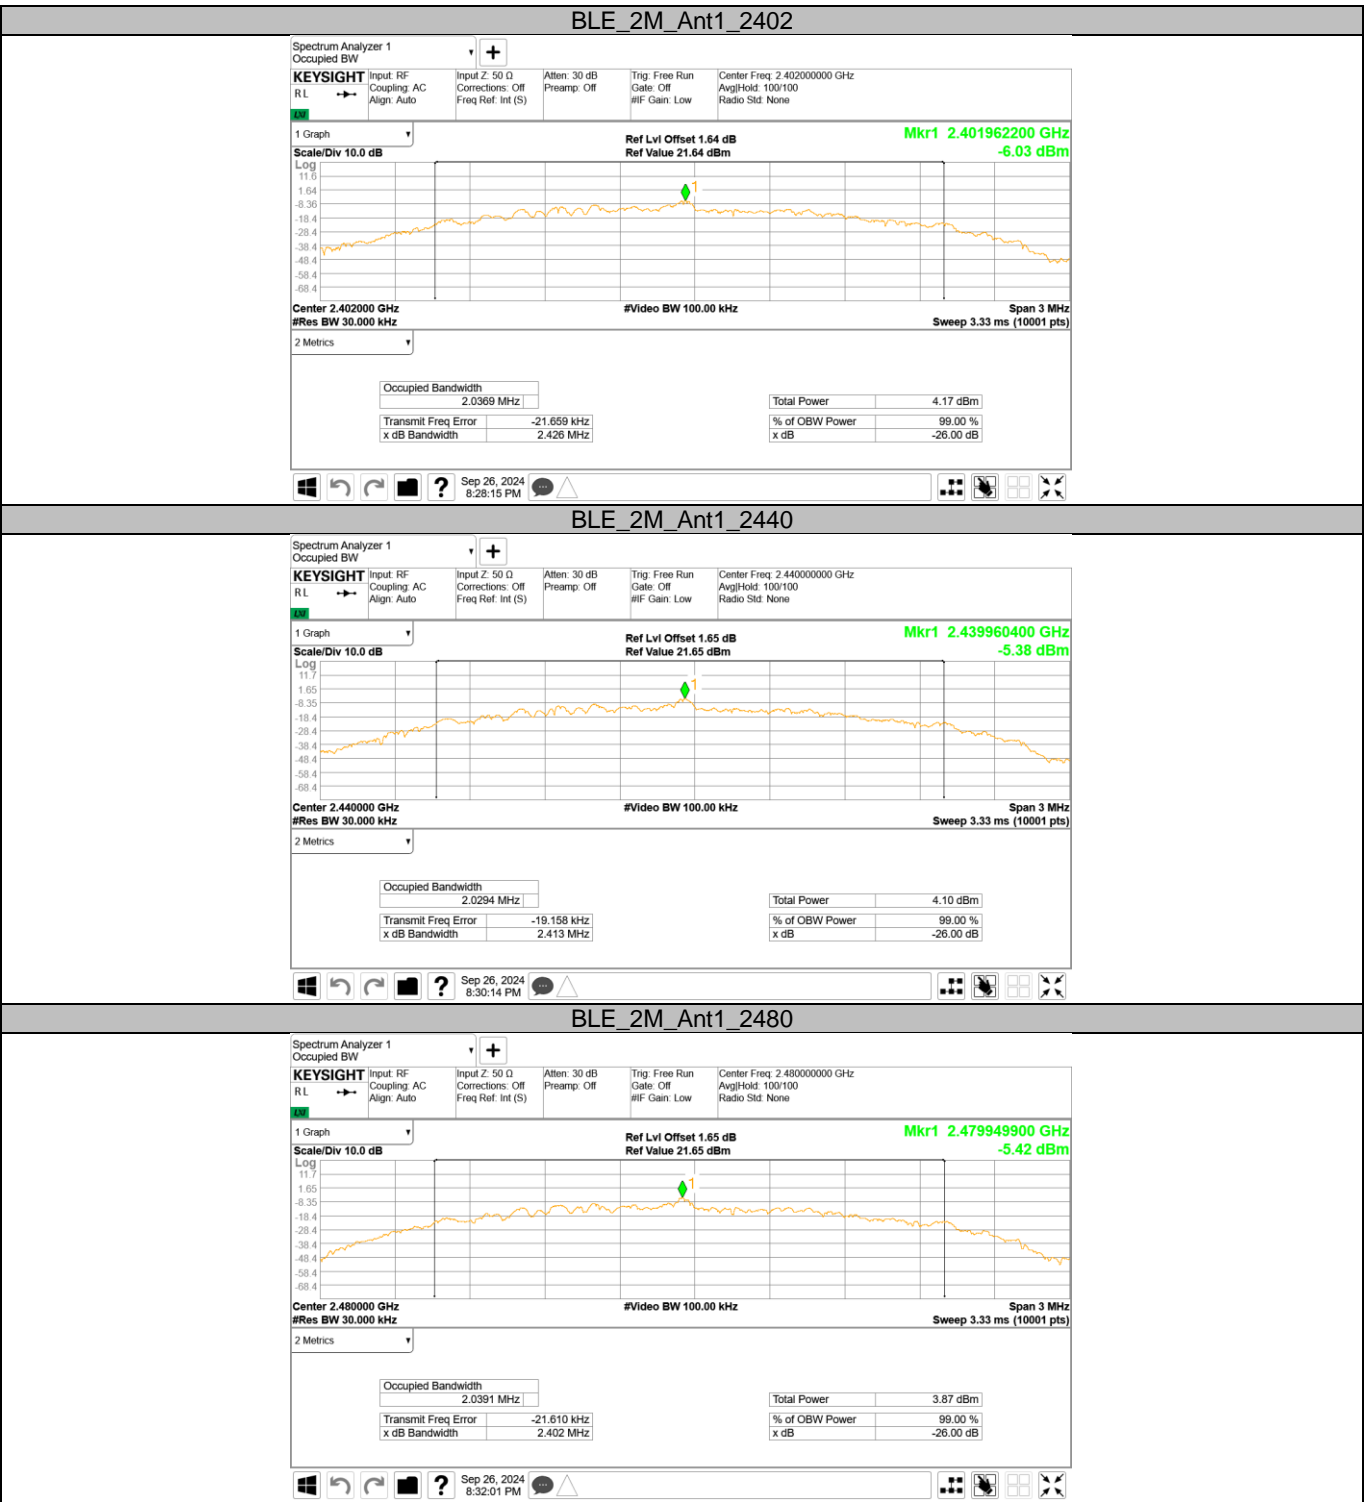 BLE_2M_Ant1_2402
Spectrum Analyzer 1
Occupied BW
KEYSIGHT Input: RF Input Z: 50 Ω Atten: 30 dB Trig: Free Run Center Freq: 2.402000000 GHz
RL Coupling: AC Corrections: Off Preamp: Off Gate: Off Avg|Hold: 100/100
Align: Auto Freq Ref: Int (S) #IF Gain: Low Radio Std: None
LXI
1 Graph Ref Lvl Offset 1.64 dB Mkr1 2.401962200 GHz
Scale/Div 10.0 dB Ref Value 21.64 dBm -6.03 dBm
Log
11.6
1
1.64
-8.36
-18.4
-28.4
-38.4
-48.4
-58.4
-68.4
Center 2.402000 GHz #Video BW 100.00 kHz Span 3 MHz
#Res BW 30.000 kHz Sweep 3.33 ms (10001 pts)
2 Metrics
Occupied Bandwidth
2.0369 MHz Total Power 4.17 dBm
Transmit Freq Error -21.659 kHz % of OBW Power 99.00 %
x dB Bandwidth 2.426 MHz x dB -26.00 dB
? Sep 26, 2024
8:28:15 PM
BLE_2M_Ant1_2440
Spectrum Analyzer 1
Occupied BW
KEYSIGHT Input: RF Input Z: 50 Ω Atten: 30 dB Trig: Free Run Center Freq: 2.440000000 GHz
RL Coupling: AC Corrections: Off Preamp: Off Gate: Off Avg|Hold: 100/100
Align: Auto Freq Ref: Int (S) #IF Gain: Low Radio Std: None
LXI
1 Graph Ref Lvl Offset 1.65 dB Mkr1 2.439960400 GHz
Scale/Div 10.0 dB Ref Value 21.65 dBm -5.38 dBm
Log
11.7
1
1.65
-8.35
-18.4
-28.4
-38.4
-48.4
-58.4
-68.4
Center 2.440000 GHz #Video BW 100.00 kHz Span 3 MHz
#Res BW 30.000 kHz Sweep 3.33 ms (10001 pts)
2 Metrics
Occupied Bandwidth
2.0294 MHz Total Power 4.10 dBm
Transmit Freq Error -19.158 kHz % of OBW Power 99.00 %
x dB Bandwidth 2.413 MHz x dB -26.00 dB
? Sep 26, 2024
8:30:14 PM
BLE_2M_Ant1_2480
Spectrum Analyzer 1
Occupied BW
KEYSIGHT Input: RF Input Z: 50 Ω Atten: 30 dB Trig: Free Run Center Freq: 2.480000000 GHz
RL Coupling: AC Corrections: Off Preamp: Off Gate: Off Avg|Hold: 100/100
Align: Auto Freq Ref: Int (S) #IF Gain: Low Radio Std: None
LXI
1 Graph Ref Lvl Offset 1.65 dB Mkr1 2.479949900 GHz
Scale/Div 10.0 dB Ref Value 21.65 dBm -5.42 dBm
Log
11.7
1
1.65
-8.35
-18.4
-28.4
-38.4
-48.4
-58.4
-68.4
Center 2.480000 GHz #Video BW 100.00 kHz Span 3 MHz
#Res BW 30.000 kHz Sweep 3.33 ms (10001 pts)
2 Metrics
Occupied Bandwidth
2.0391 MHz Total Power 3.87 dBm
Transmit Freq Error -21.610 kHz % of OBW Power 99.00 %
x dB Bandwidth 2.402 MHz x dB -26.00 dB
? Sep 26, 2024
8:32:01 PM